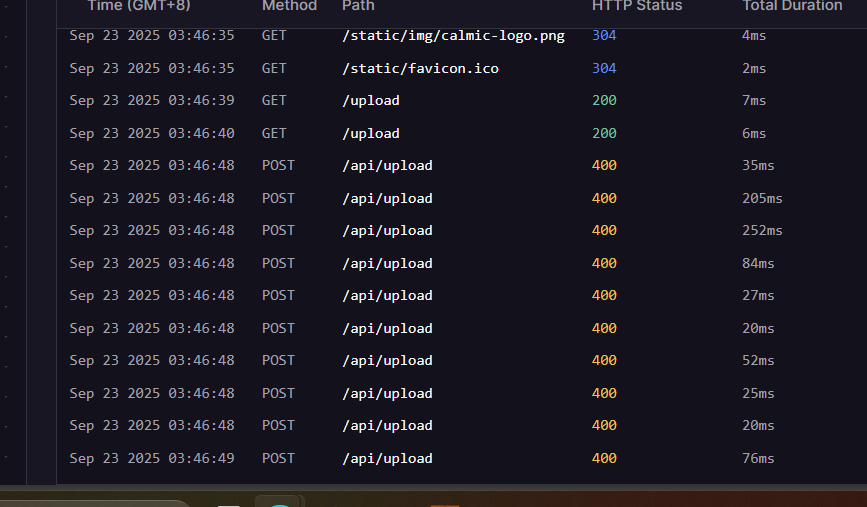 Time (GMT+8) Method Path HTTP Status Total Duration
Sep 23 2025 03:46:35 GET /static/img/calmic-logo.png 304 4ms
Sep 23 2025 03:46:35 GET /static/favicon.ico 304 2ms
Sep 23 2025 03:46:39 GET /upload 200 7ms
Sep 23 2025 03:46:40 GET /upload 200 6ms
Sep 23 2025 03:46:48 POST /api/upload 400 35ms
Sep 23 2025 03:46:48 POST /api/upload 400 205ms
Sep 23 2025 03:46:48 POST /api/upload 400 252ms
Sep 23 2025 03:46:48 POST /api/upload 400 84ms
Sep 23 2025 03:46:48 POST /api/upload 400 27ms
Sep 23 2025 03:46:48 POST /api/upload 400 20ms
Sep 23 2025 03:46:48 POST /api/upload 400 52ms
Sep 23 2025 03:46:48 POST /api/upload 400 25ms
Sep 23 2025 03:46:48 POST /api/upload 400 20ms
Sep 23 2025 03:46:49 POST /api/upload 400 76ms